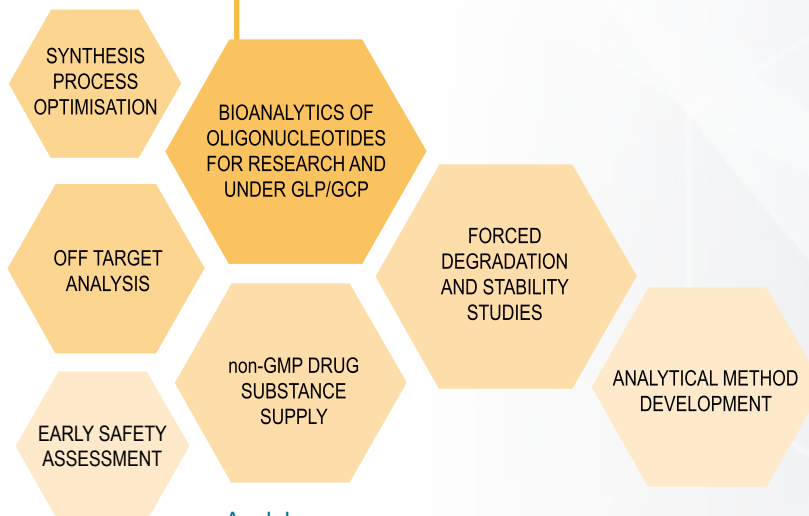 SYNTHESIS
PROCESS
OPTIMISATION
BIOANALYTICS OF
OLIGONUCLEOTIDES
FOR RESEARCH AND
UNDER GLP/GCP
OFF TARGET
ANALYSIS
FORCED
DEGRADATION
AND STABILITY
STUDIES
non-GMP DRUG
SUBSTANCE
SUPPLY
ANALYTICAL METHOD
DEVELOPMENT
EARLY SAFETY
ASSESSMENT